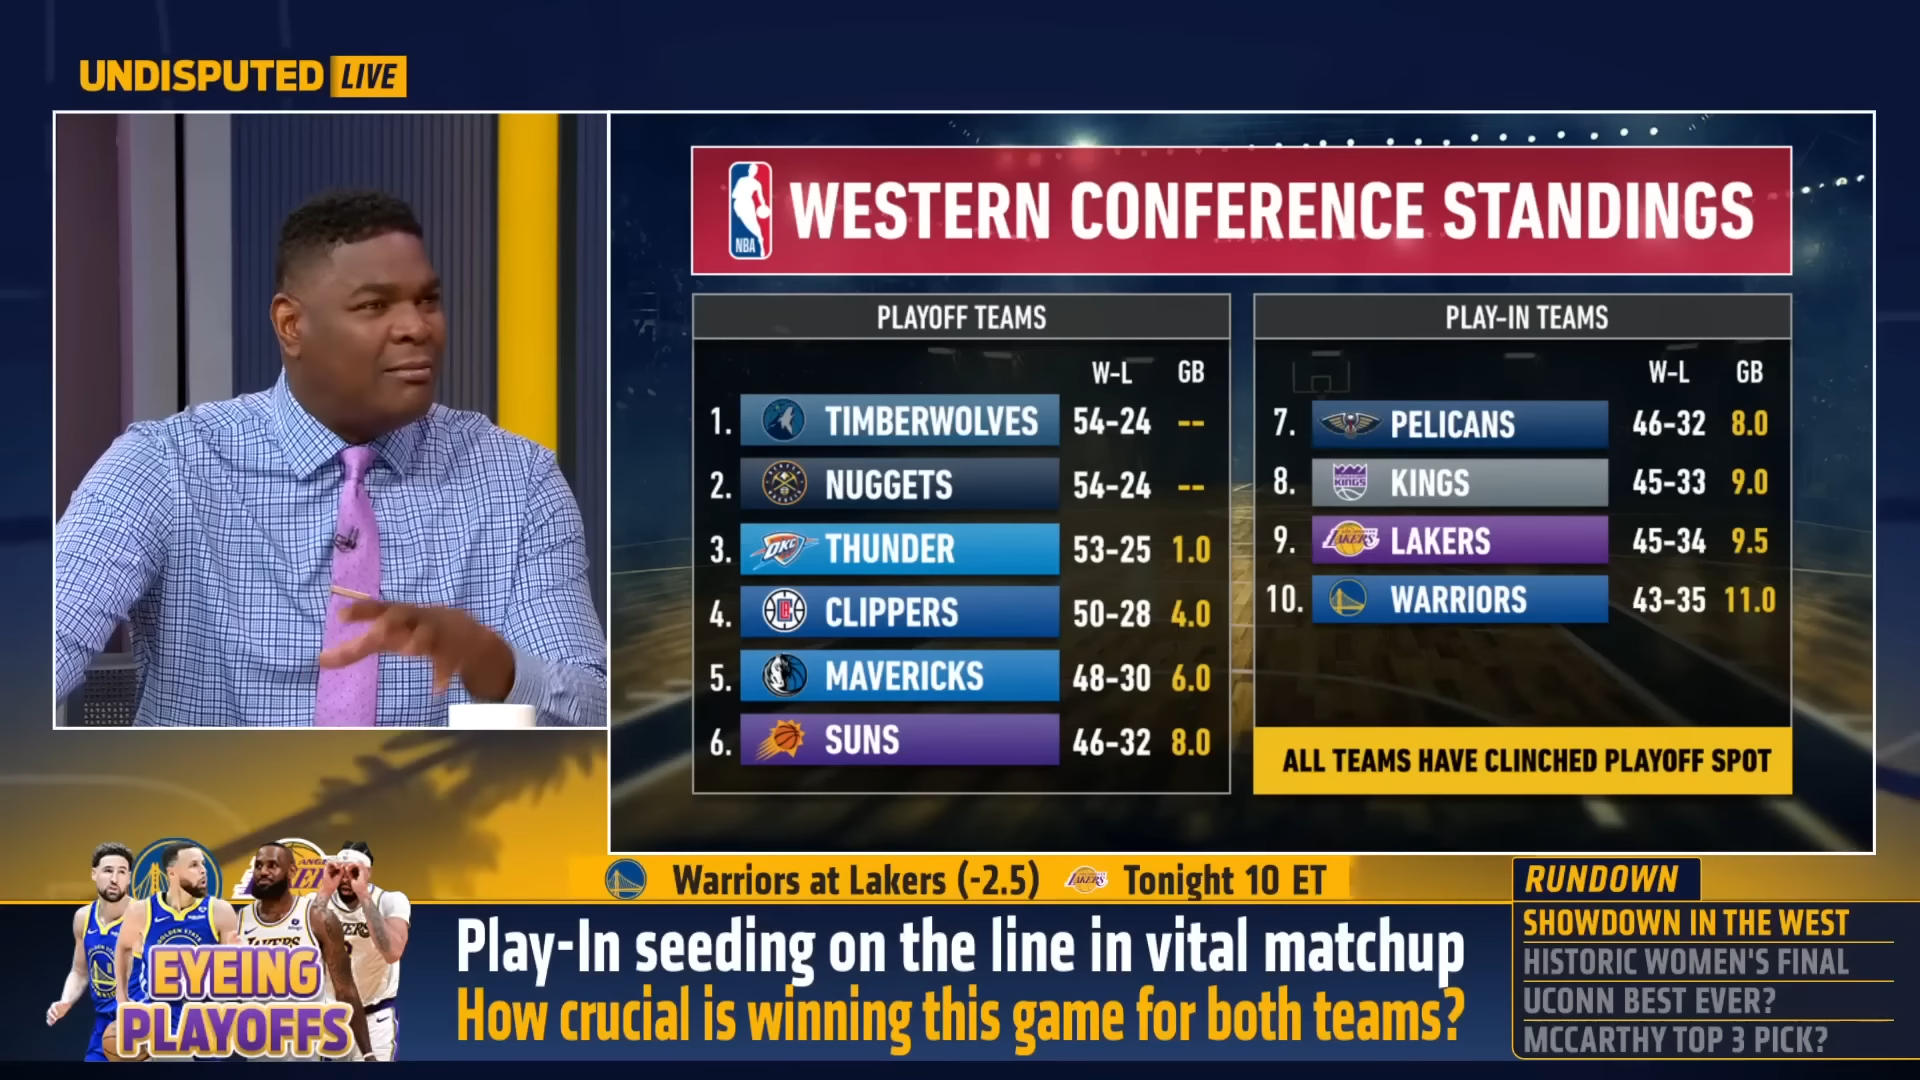 UNDISPUTED LIVE
NBA
WESTERN CONFERENCE STANDINGS
PLAYOFF TEAMS
W-L GB
1. TIMBERWOLVES 54-24 --
2. NUGGETS 54-24 --
3. OKC THUNDER 53-25 1.0
4. CLIPPERS 50-28 4.0
5. MAVERICKS 48-30 6.0
6. SUNS 46-32 8.0
PLAY-IN TEAMS
W-L GB
7. PELICANS 46-32 8.0
8. KINGS KINGS 45-33 9.0
9. LAKERS LAKERS 45-34 9.5
10. WARRIORS 43-35 11.0
ALL TEAMS HAVE CLINCHED PLAYOFF SPOT
Warriors at Lakers (-2.5) LAKERS Tonight 10 ET
EYEING
PLAYOFFS
Play-In seeding on the line in vital matchup
How crucial is winning this game for both teams?
RUNDOWN
SHOWDOWN IN THE WEST
HISTORIC WOMEN'S FINAL
UCONN BEST EVER?
MCCARTHY TOP 3 PICK?